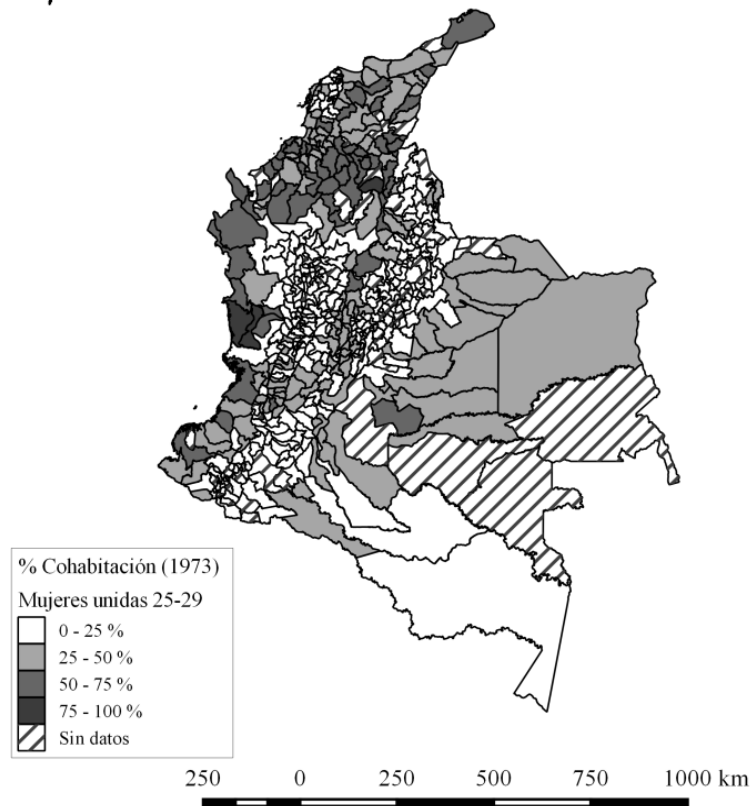 % Cohabitación (1973)
Mujeres unidas 25-29
0 - 25 %
25 - 50 %
50 - 75 %
75 - 100 %
Sin datos
250 0 250 500 750 1000 km